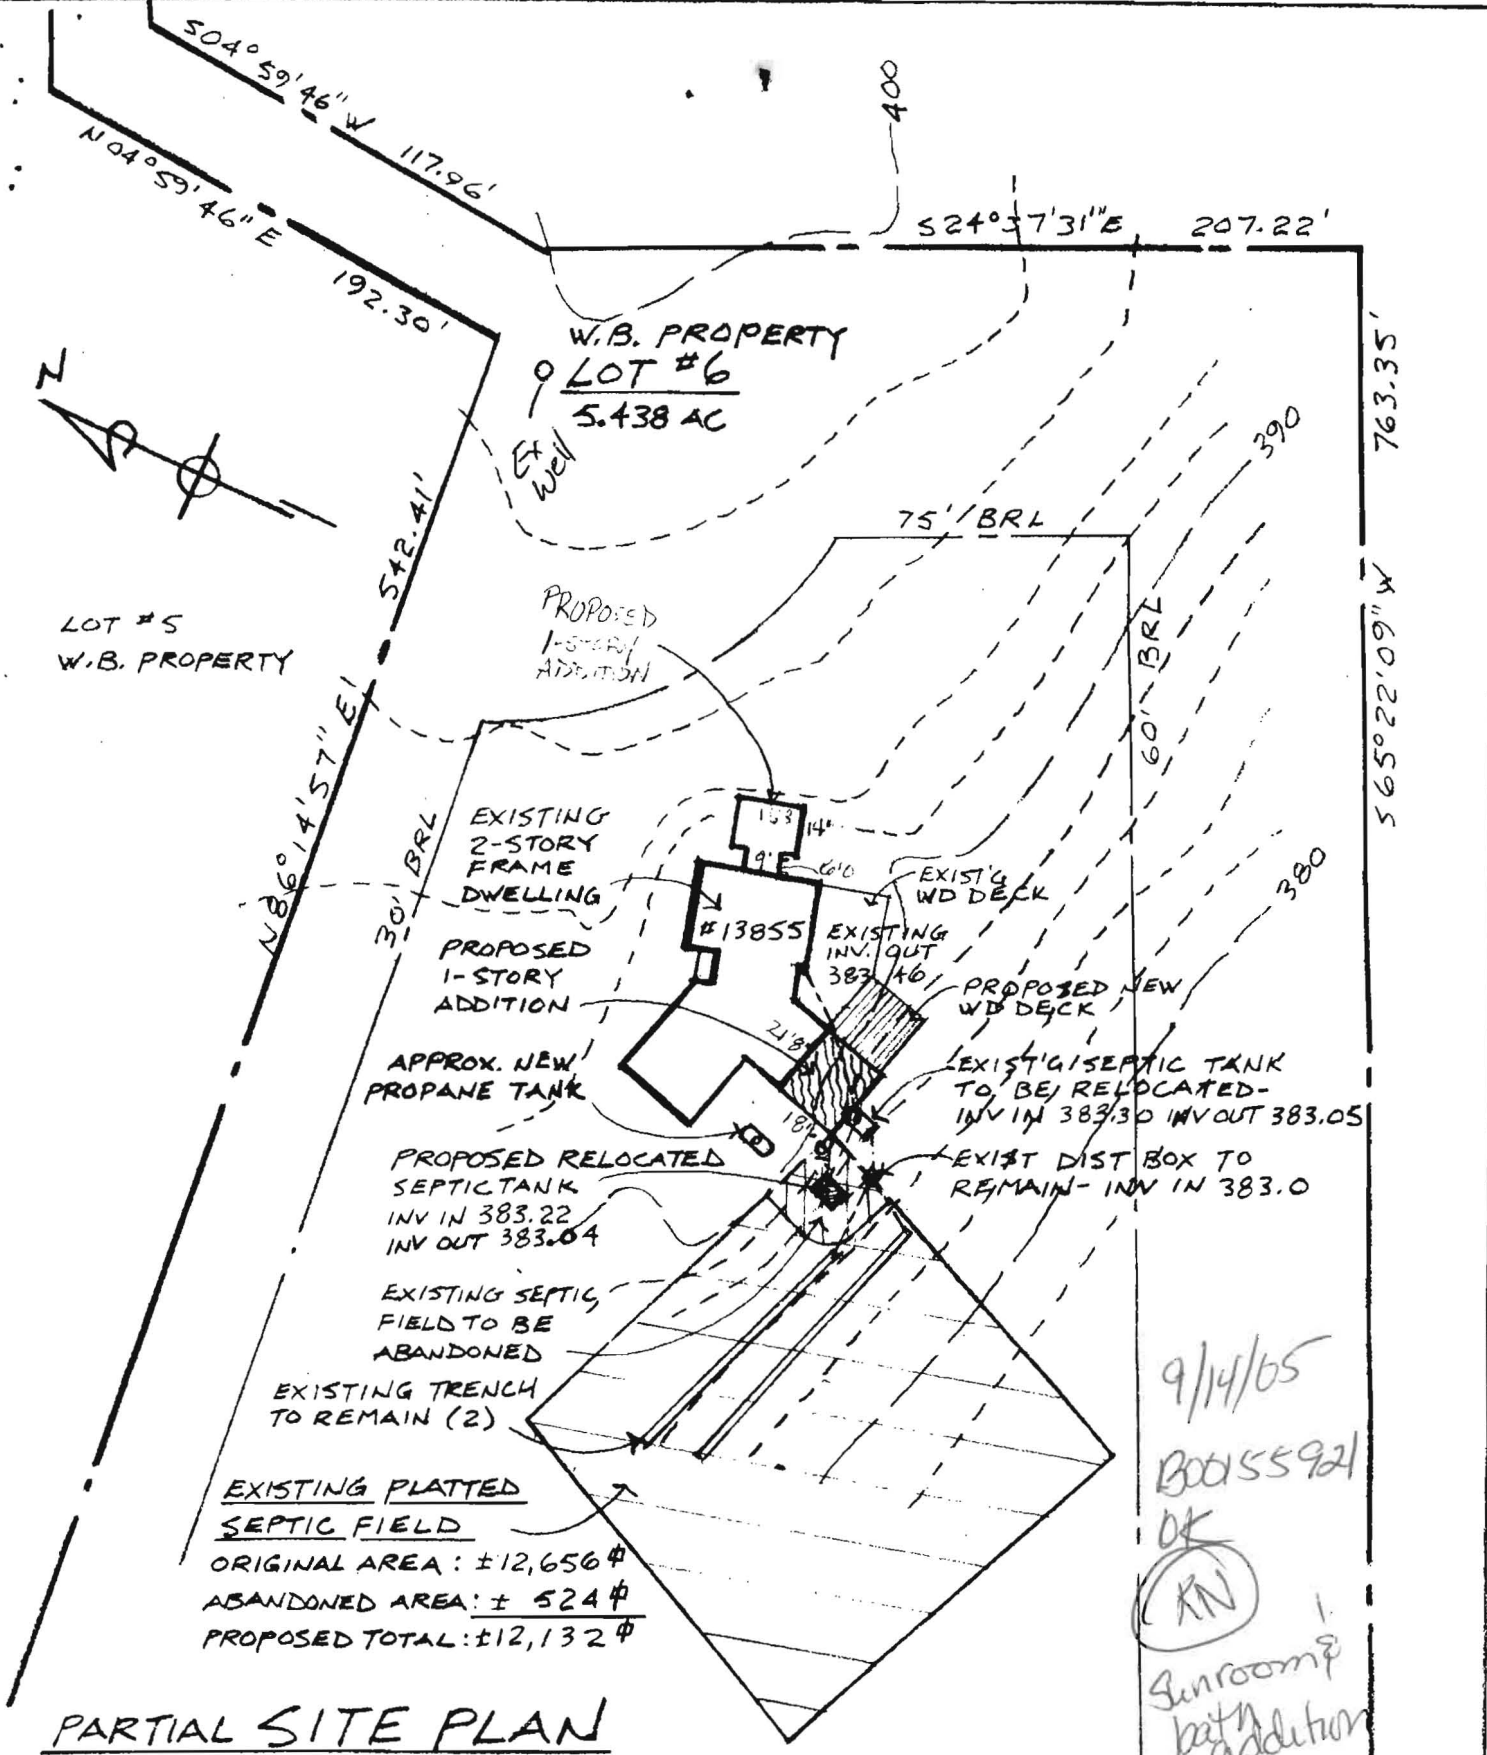 S04°59'46"W 117.96'
N04°59'46"E
192.30'
400
S24°37'31"E 207.22'
N
W.B. PROPERTY
LOT #6
5.438 AC
EX
Well
763.35'
S65°22'09"W
390
75' BRL
542.41'
N86°14'57"E
LOT #5
W.B. PROPERTY
PROPOSED
1-STORY
ADDITION
60' BRL
30' BRL
380
EXISTING
2-STORY
FRAME
DWELLING
14'
9'
6'0
EXIST'G
WD DECK
#13855
EXISTING
INV. OUT
383.46
PROPOSED
1-STORY
ADDITION
PROPOSED NEW
WD DECK
21'8"
APPROX. NEW
PROPANE TANK
EXIST'G SEPTIC TANK
TO BE RELOCATED-
INV IN 383.30 INV OUT 383.05
18'
PROPOSED RELOCATED
SEPTIC TANK
INV IN 383.22
INV OUT 383.04
EXIST DIST BOX TO
REMAIN- INV IN 383.0
EXISTING SEPTIC
FIELD TO BE
ABANDONED
EXISTING TRENCH
TO REMAIN (2)
EXISTING PLATTED
SEPTIC FIELD
ORIGINAL AREA: ±12,656 ⏍
ABANDONED AREA: ± 524 ⏍
PROPOSED TOTAL: ±12,132 ⏍
9/14/05
B00155921
OK
RN
Sunroom &
bath
addition
PARTIAL SITE PLAN